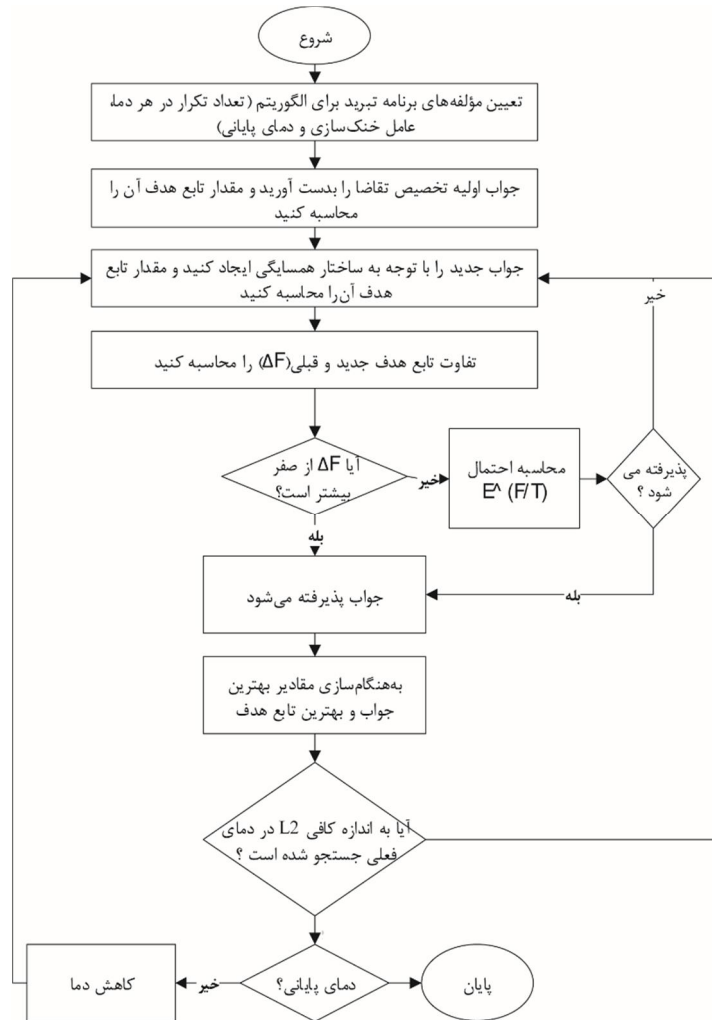 شروع
تعیین مؤلفه‌های برنامه تبرید برای الگوریتم (تعداد تکرار در هر دما،
عامل خنک‌سازی و دمای پایانی)
جواب اولیه تخصیص تقاضا را بدست آورید و مقدار تابع هدف آن را
محاسبه کنید
جواب جدید را با توجه به ساختار همسایگی ایجاد کنید و مقدار تابع
هدف آن‌را محاسبه کنید
خیر
تفاوت تابع هدف جدید و قبلی(ΔF) را محاسبه کنید
آیا ΔF از صفر
بیشتر است؟
خیر
محاسبه احتمال
E^ (F/T)
پذیرفته می
شود ؟
بله
بله
جواب پذیرفته می‌شود
به‌هنگام‌سازی مقادیر بهترین
جواب و بهترین تابع هدف
آیا به اندازه کافی L2 در دمای
فعلی جستجو شده است ؟
دمای پایانی؟
خیر
کاهش دما
پایان